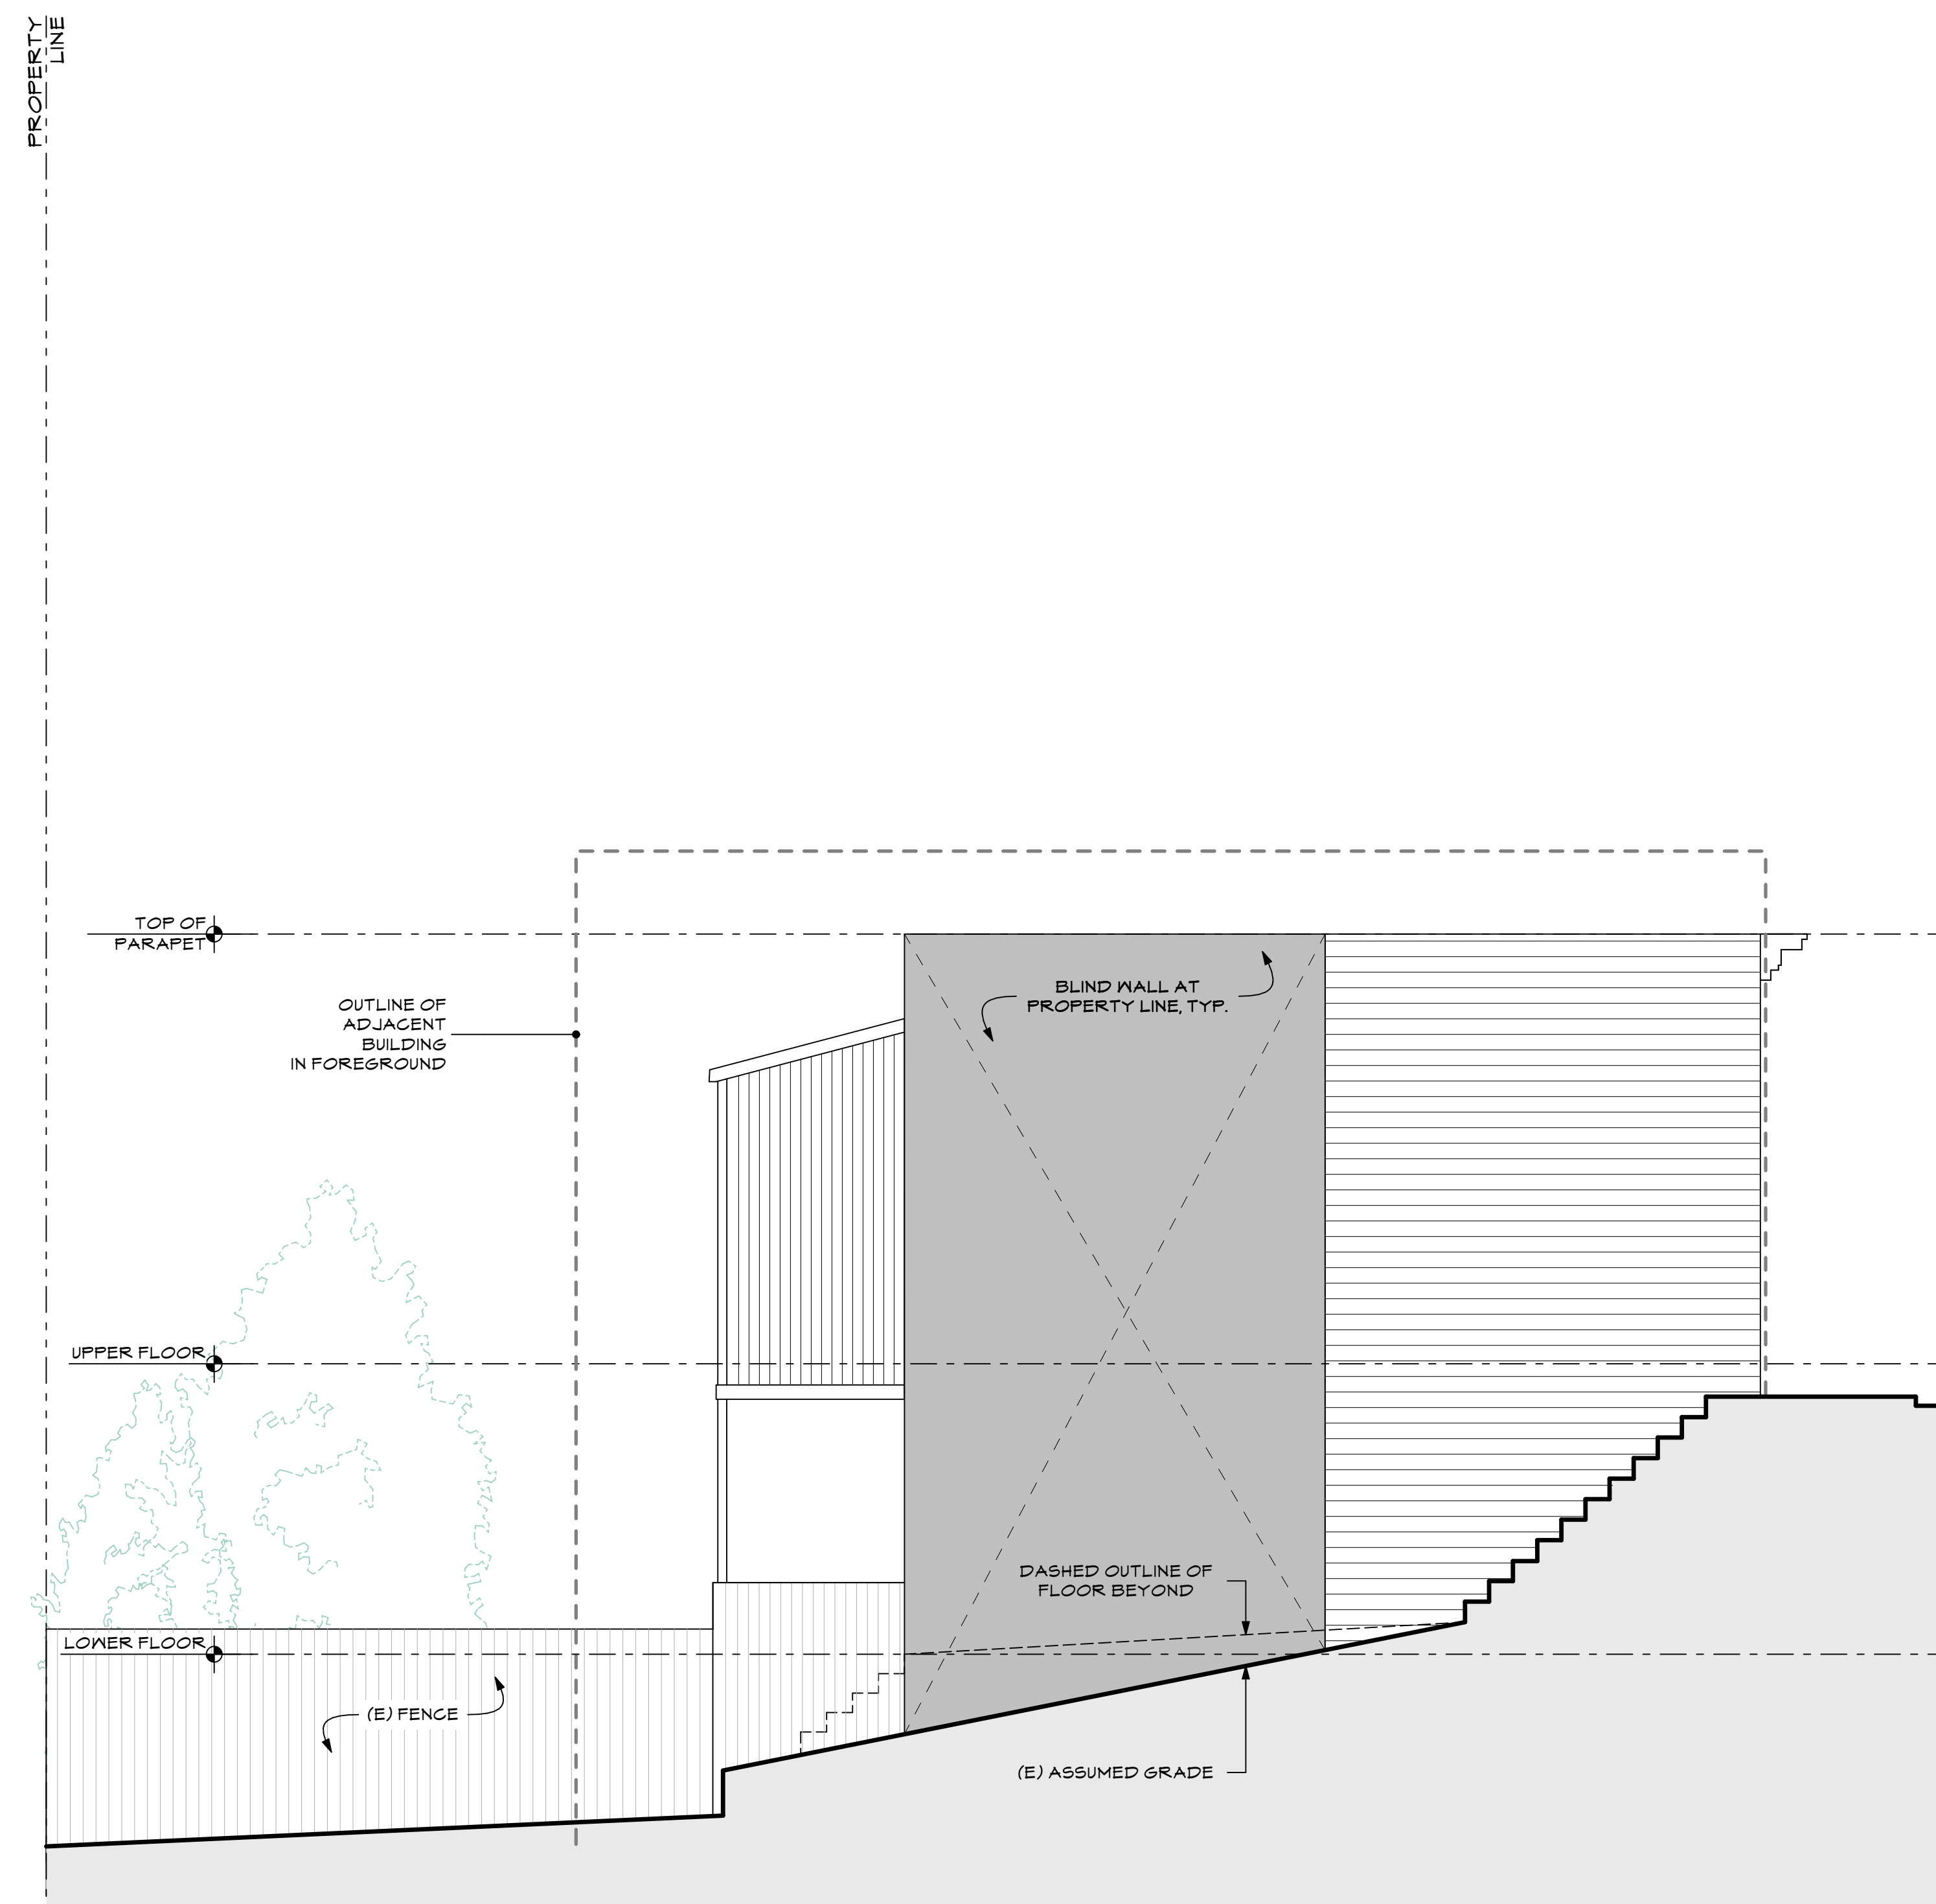 PROPERTY
LINE
TOP OF
PARAPET
OUTLINE OF
ADJACENT
BUILDING
IN FOREGROUND
BLIND WALL AT
PROPERTY LINE, TYP.
UPPER FLOOR
DASHED OUTLINE OF
FLOOR BEYOND
LOWER FLOOR
(E) FENCE
(E) ASSUMED GRADE